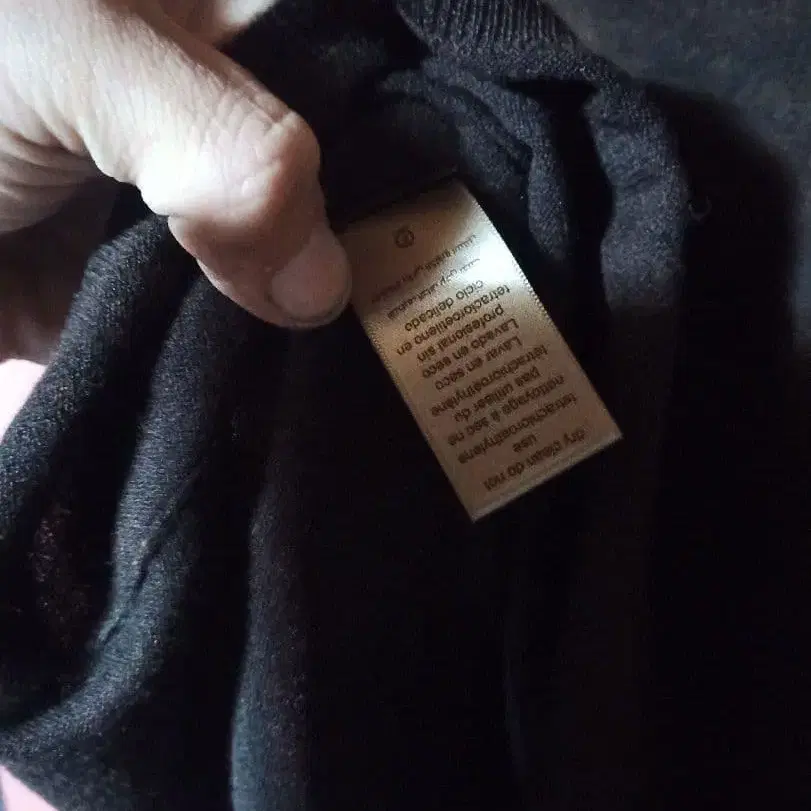 dry clean do not
use
tetrachloroethylene
nettoyage à sec ne
pas utiliser du
tetrachloroethylène
Lavar en seco
Lavado en seco
profesional sin
tetracloroetileno en
ciclo delicado